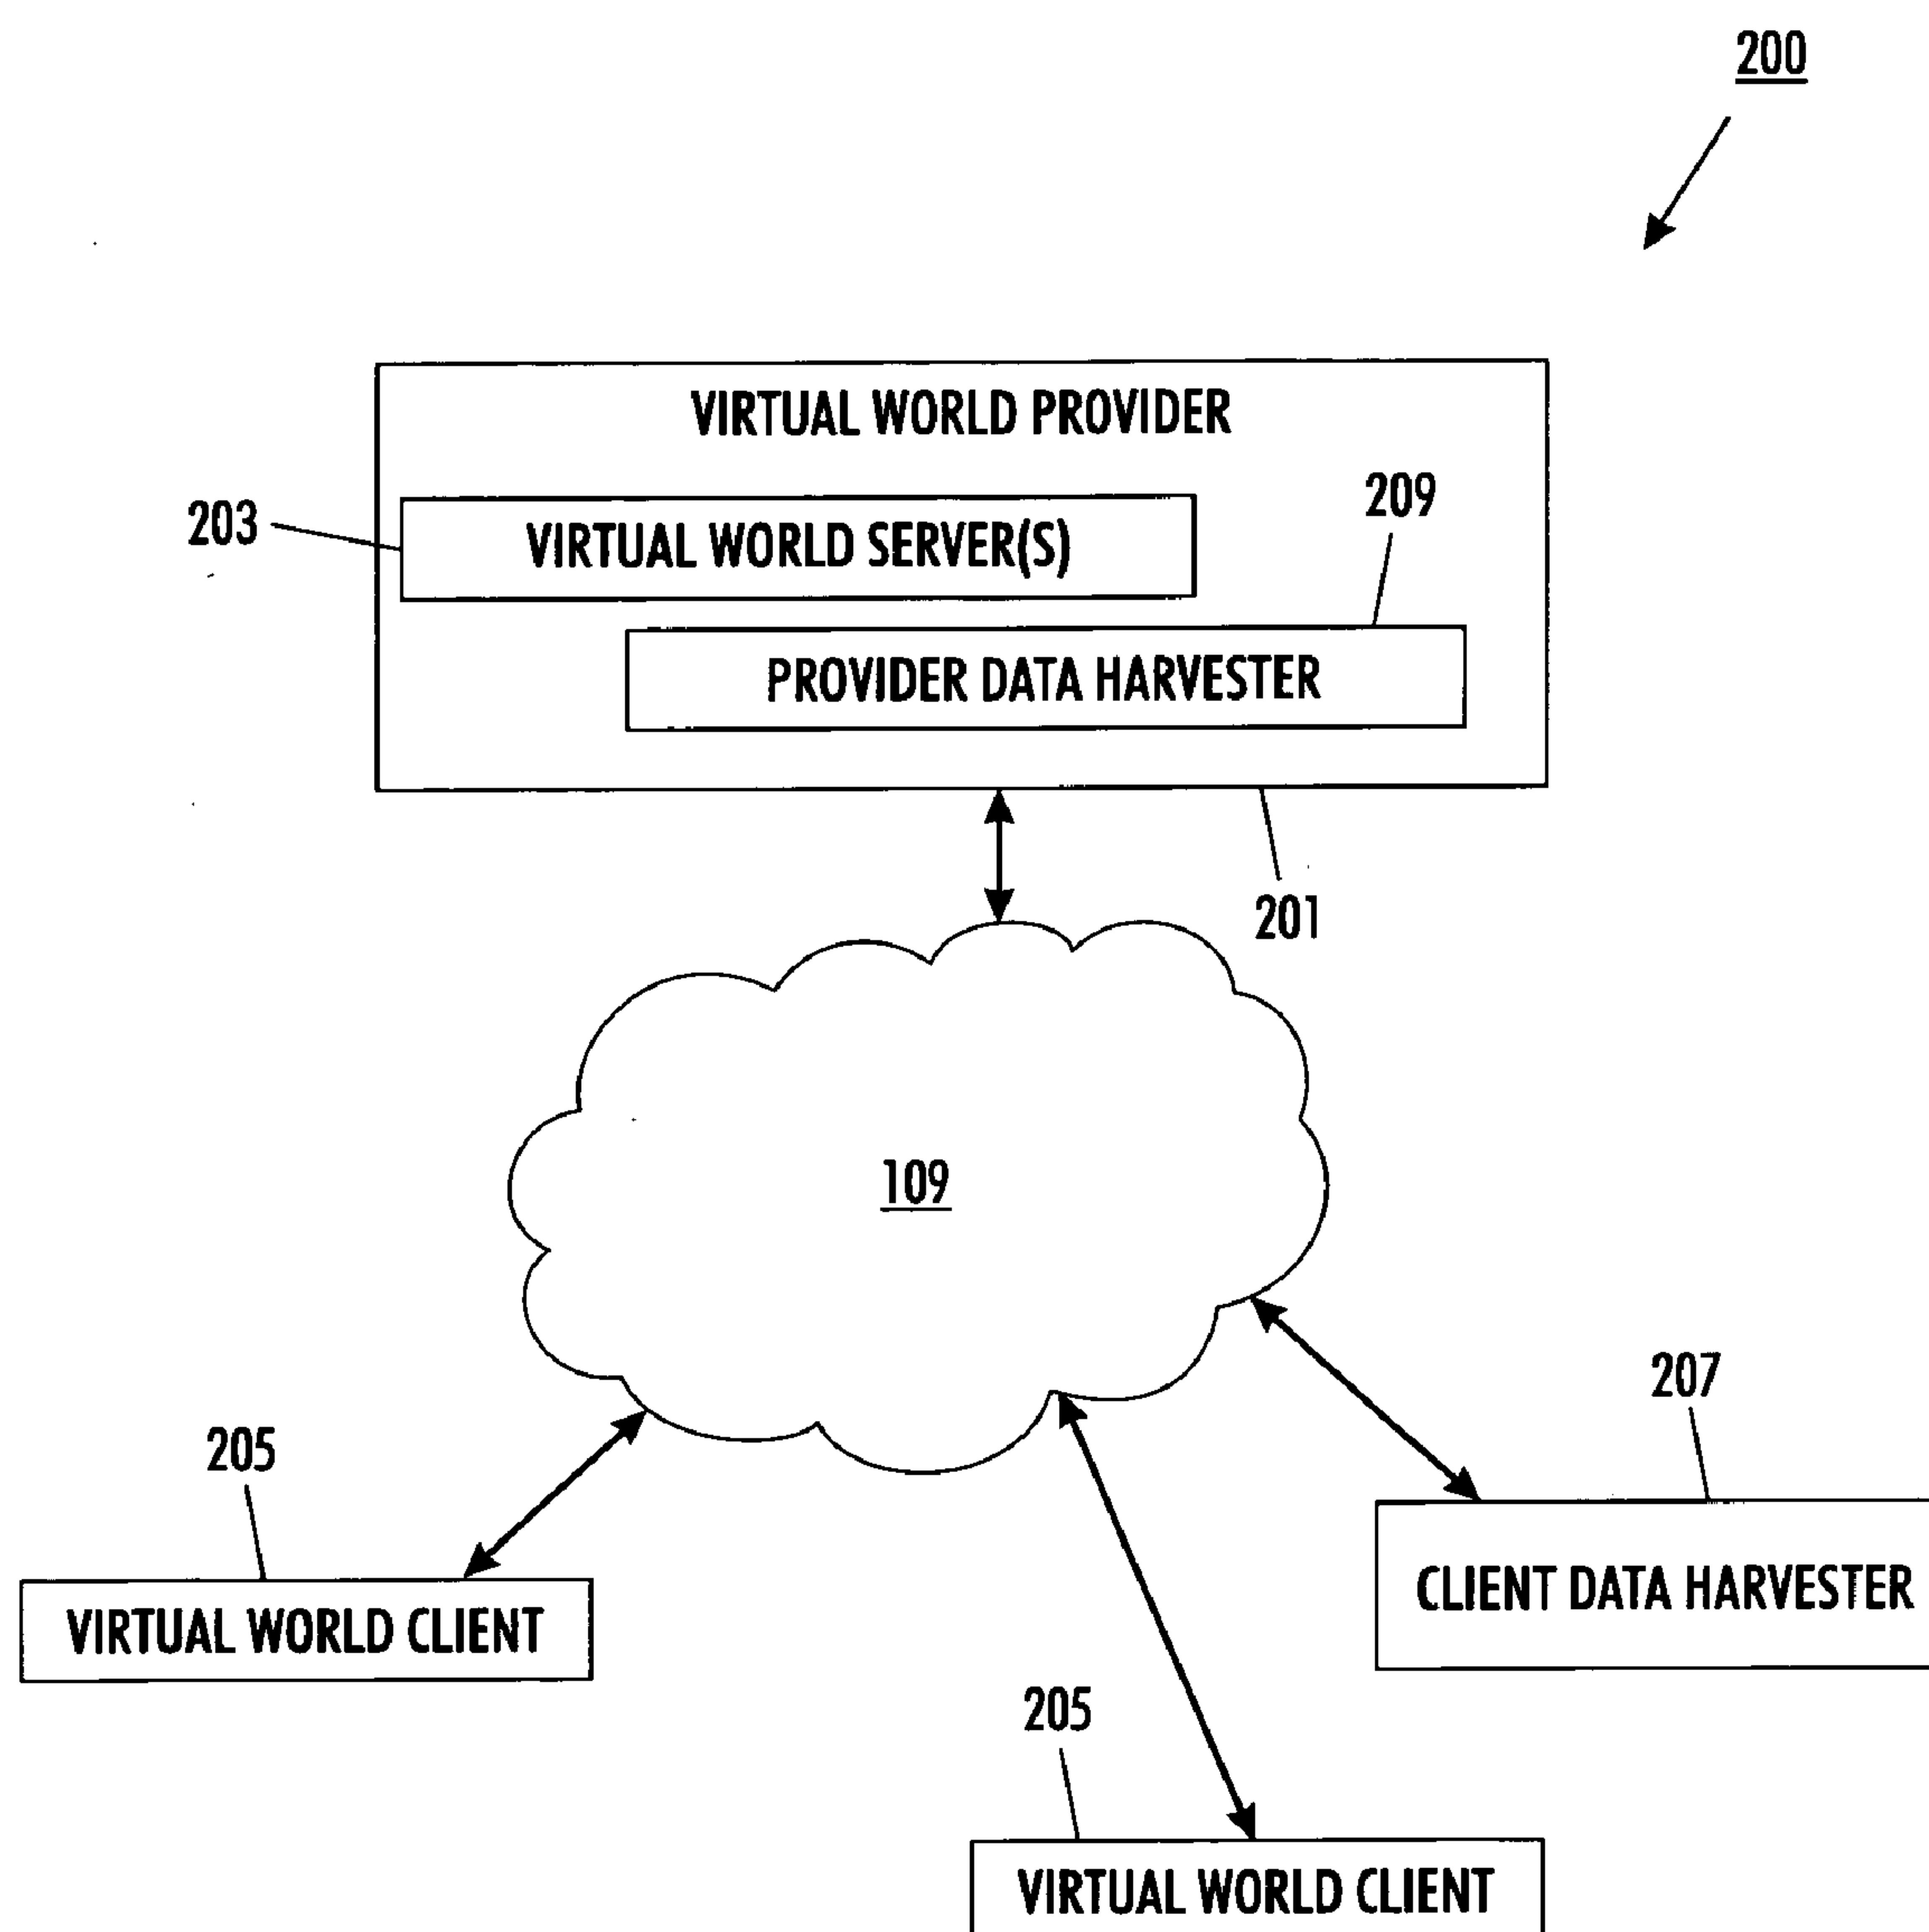 200
VIRTUAL WORLD PROVIDER
209
203
VIRTUAL WORLD SERVER(S)
PROVIDER DATA HARVESTER
201
109
207
205
CLIENT DATA HARVESTER
VIRTUAL WORLD CLIENT
205
VIRTUAL WORLD CLIENT